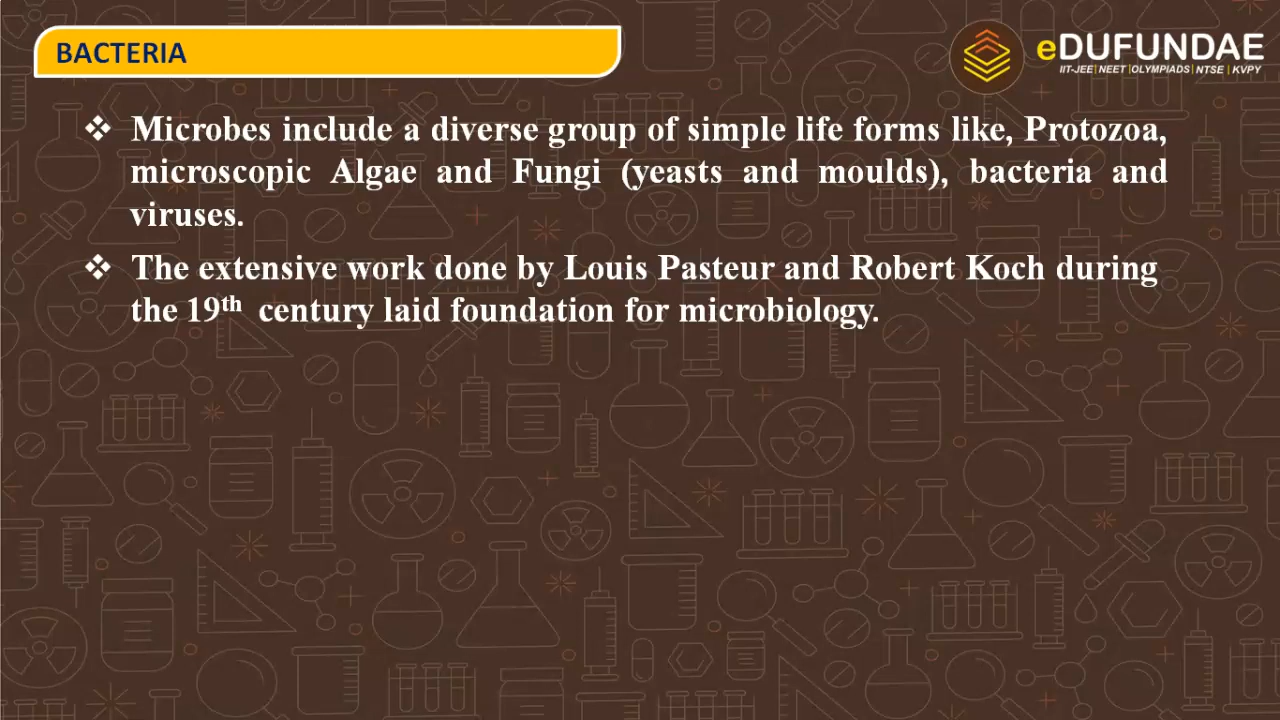 BACTERIA
eDUFUNDAE
IIT-JEE|NEET|OLYMPIADS|NTSE|KVPY
❖ Microbes include a diverse group of simple life forms like, Protozoa,
microscopic Algae and Fungi (yeasts and moulds), bacteria and
viruses.
❖ The extensive work done by Louis Pasteur and Robert Koch during
the 19th century laid foundation for microbiology.